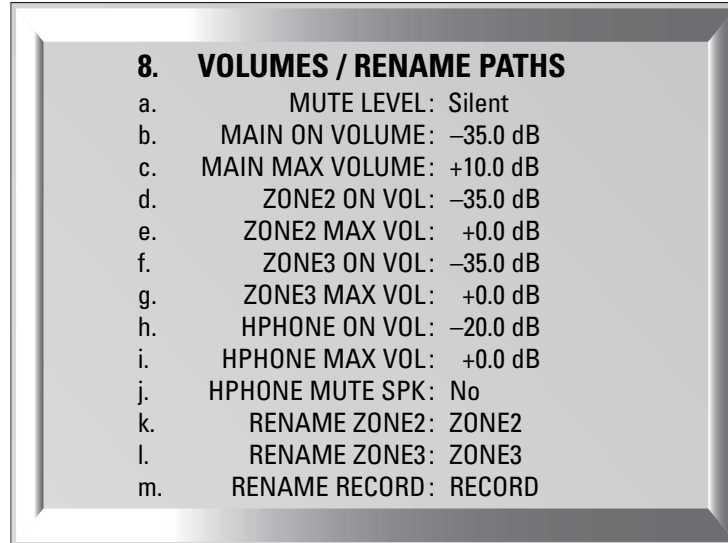 8. VOLUMES / RENAME PATHS
a. MUTE LEVEL: Silent
b. MAIN ON VOLUME: –35.0 dB
c. MAIN MAX VOLUME: +10.0 dB
d. ZONE2 ON VOL: –35.0 dB
e. ZONE2 MAX VOL: +0.0 dB
f. ZONE3 ON VOL: –35.0 dB
g. ZONE3 MAX VOL: +0.0 dB
h. HPHONE ON VOL: –20.0 dB
i. HPHONE MAX VOL: +0.0 dB
j. HPHONE MUTE SPK: No
k. RENAME ZONE2: ZONE2
l. RENAME ZONE3: ZONE3
m. RENAME RECORD: RECORD